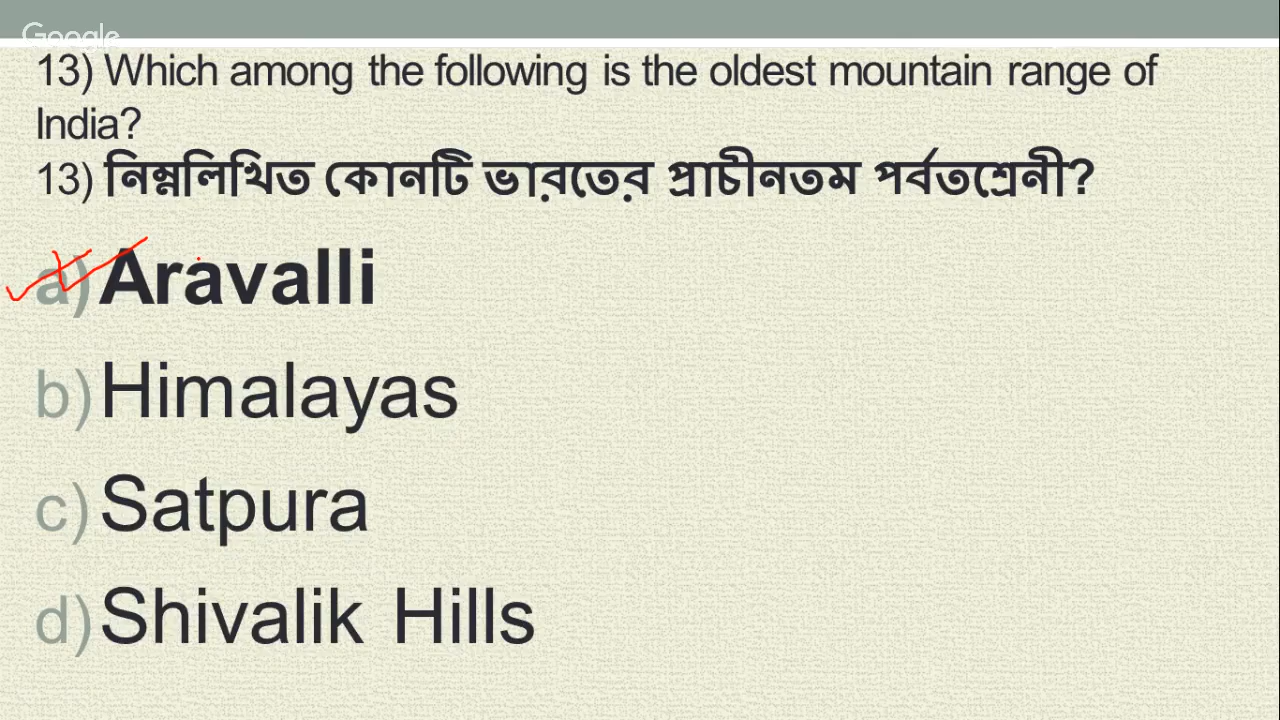 Google
13) Which among the following is the oldest mountain range of
India?
13) নিম্নলিখিত কোনটি ভারতের প্রাচীনতম পর্বতশ্রেনী?
a) Aravalli
b) Himalayas
c) Satpura
d) Shivalik Hills